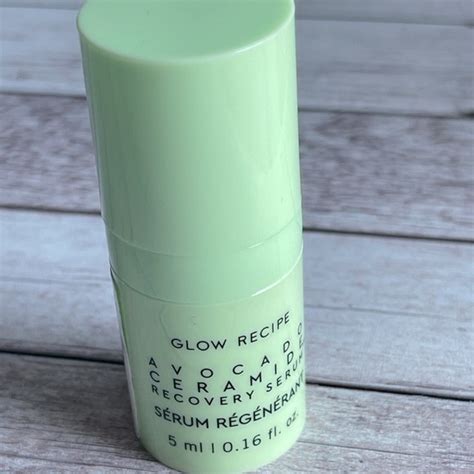 GLOW RECIPE
AVOCADO
CERAMIDE
RECOVERY SERUM
SÉRUM RÉGÉNÉRANT
5 ml | 0.16 fl. oz.